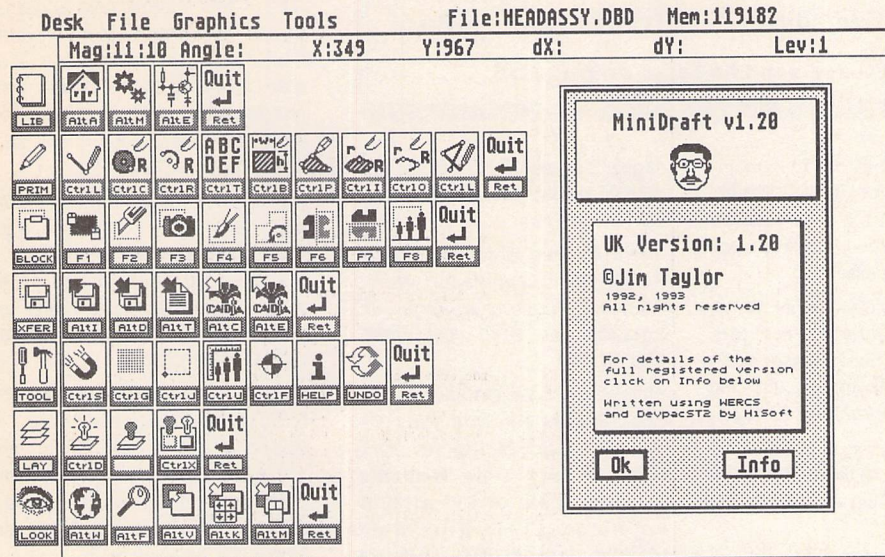 Desk File Graphics Tools File:HEADASSY.DBD Mem:119182
Mag:11:10 Angle: X:349 Y:967 dX: dY: Lev:1
Quit
LIB AltA AltM AltE Ret
ABC
DEF
R R "W" h r R r R Quit
PRIM Ctrl L Ctrl C Ctrl R Ctrl T Ctrl B Ctrl P Ctrl I Ctrl O Ctrl L Ret
Quit
BLOCK F1 F2 F3 F4 F5 F6 F7 F8 Ret
CAD CAD Quit
XFER AltI AltD AltT AltC AltE Ret
Quit
TOOL Ctrl S Ctrl G Ctrl J Ctrl U Ctrl F HELP UNDO Ret
Quit
LAY Ctrl D Ctrl X Ret
Quit
LOOK AltW AltF AltV AltK AltM Ret
MiniDraft v1.20
UK Version: 1.20
©Jim Taylor
1992, 1993
All rights reserved
For details of the
full registered version
click on Info below
Written using WERCS
and DevpacST2 by HiSoft
Ok Info